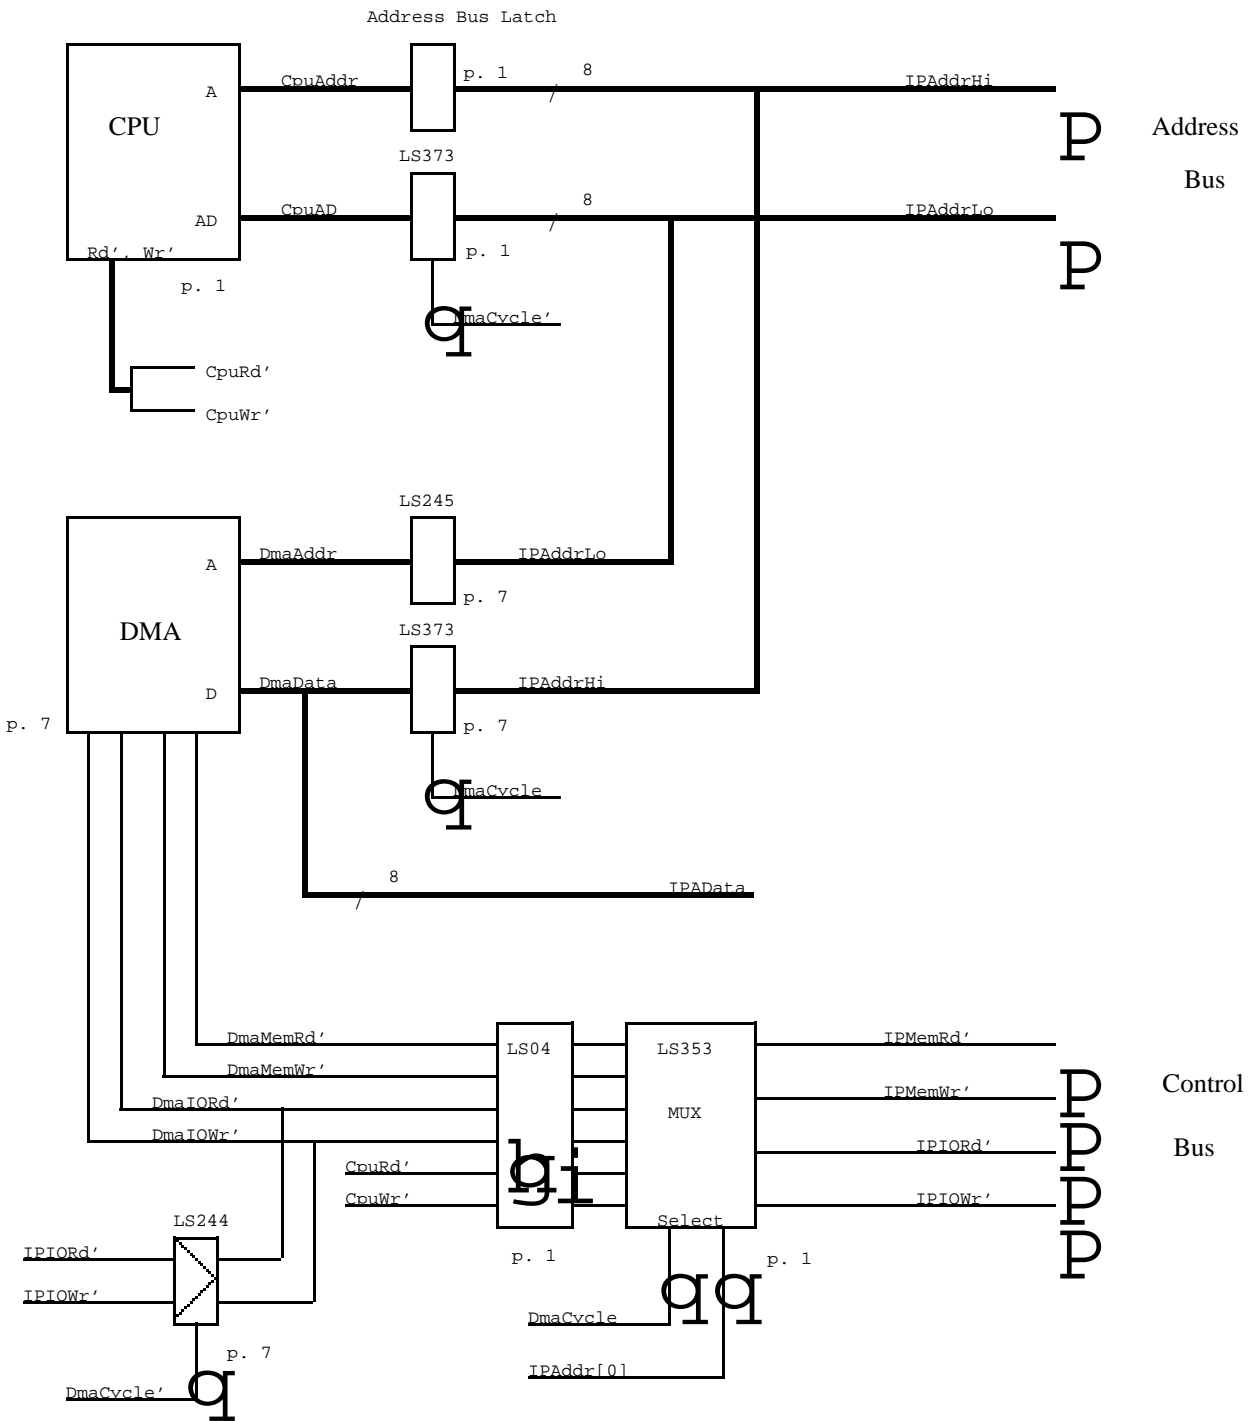 Address Bus Latch
CpuAddr
p. 1
8
IPAddrHi
A
CPU
P
Address
LS373
Bus
AD
CpuAD
8
IPAddrLo
Rd', Wr'
p. 1
p. 1
P
q
DmaCycle'
CpuRd'
CpuWr'
LS245
A
DmaAddr
IPAddrLo
p. 7
DMA
LS373
D
DmaData
IPAddrHi
p. 7
p. 7
q
DmaCycle
8
IPAData
DmaMemRd'
LS04
LS353
IPMemRd'
DmaMemWr'
IPMemWr'
P
Control
DmaIORd'
MUX
DmaIOWr'
IPIORd'
P
Bus
CpuRd'
CpuWr'
IPIOWr'
P
LS244
Select
IPIORd'
p. 1
p. 1
P
IPIOWr'
q q
DmaCycle
p. 7
IPAddr[0]
DmaCycle'
q